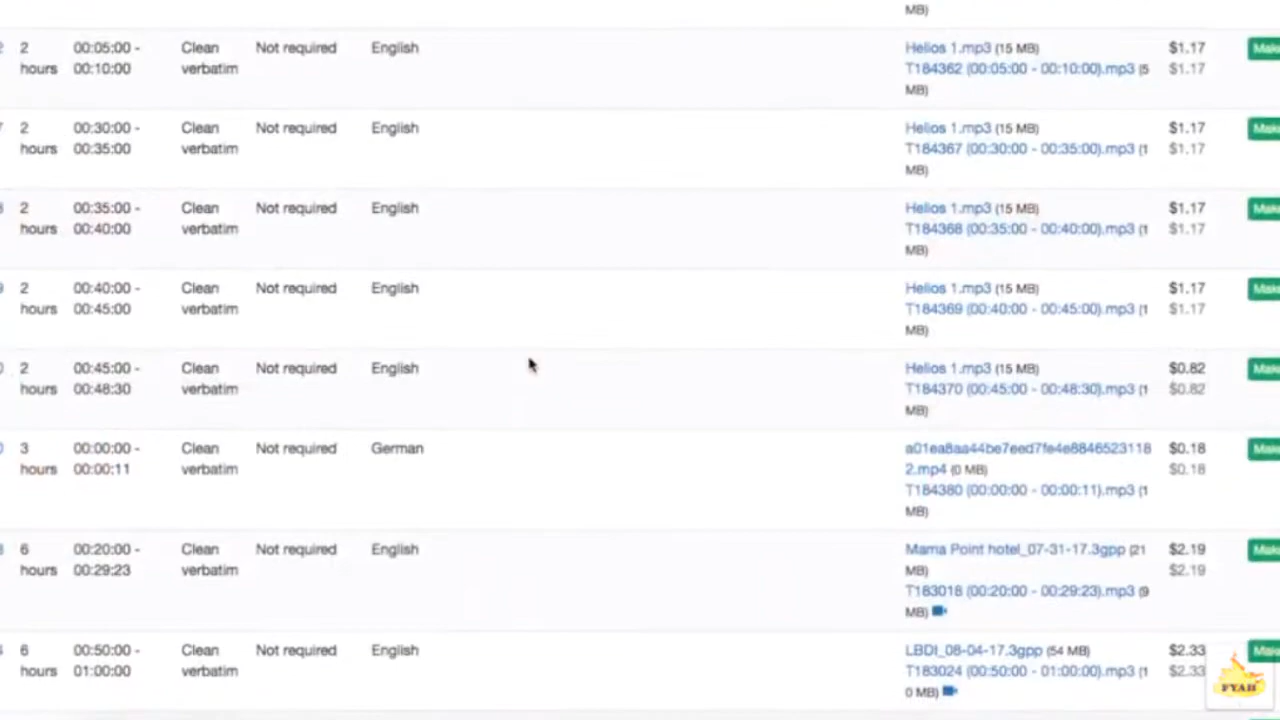 MB)
2 2 00:05:00 - Clean Not required English Helios 1.mp3 (15 MB) $1.17
hours 00:10:00 verbatim T184362 (00:05:00 - 00:10:00).mp3 (5 $1.17
MB)
7 2 00:30:00 - Clean Not required English Helios 1.mp3 (15 MB) $1.17
hours 00:35:00 verbatim T184367 (00:30:00 - 00:35:00).mp3 (1 $1.17
MB)
2 00:35:00 - Clean Not required English Helios 1.mp3 (15 MB) $1.17
hours 00:40:00 verbatim T184368 (00:35:00 - 00:40:00).mp3 (1 $1.17
MB)
2 00:40:00 - Clean Not required English Helios 1.mp3 (15 MB) $1.17
hours 00:45:00 verbatim T184369 (00:40:00 - 00:45:00).mp3 (1 $1.17
MB)
2 00:45:00 - Clean Not required English Helios 1.mp3 (15 MB) $0.82
hours 00:48:30 verbatim T184370 (00:45:00 - 00:48:30).mp3 (1 $0.82
MB)
3 00:00:00 - Clean Not required German a01ea8aa44be7eed7fe4e8846523118 $0.18
hours 00:00:11 verbatim 2.mp4 (0 MB) $0.18
T184380 (00:00:00 - 00:00:11).mp3 (1
MB)
6 00:20:00 - Clean Not required English Mama Point hotel_07-31-17.3gpp (21 $2.19
hours 00:29:23 verbatim MB) $2.19
T183018 (00:20:00 - 00:29:23).mp3 (9
MB)
6 00:50:00 - Clean Not required English LBDI_08-04-17.3gpp (54 MB) $2.33
hours 01:00:00 verbatim T183024 (00:50:00 - 01:00:00).mp3 (1 $2.33
0 MB)
FYAH